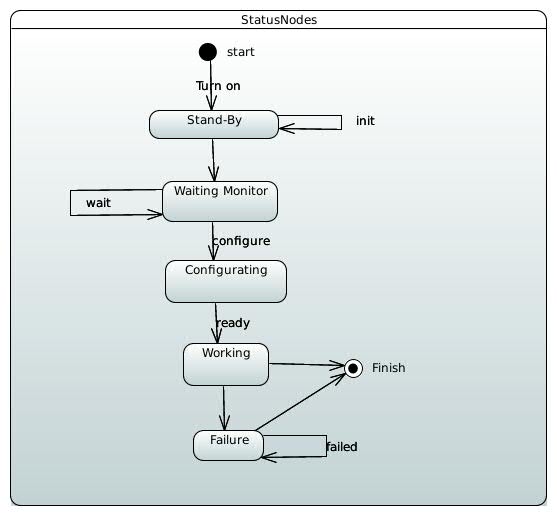 StatusNodes
start
Turn on
Stand-By
init
Waiting Monitor
wait
configure
Configurating
ready
Working
Finish
Failure
failed